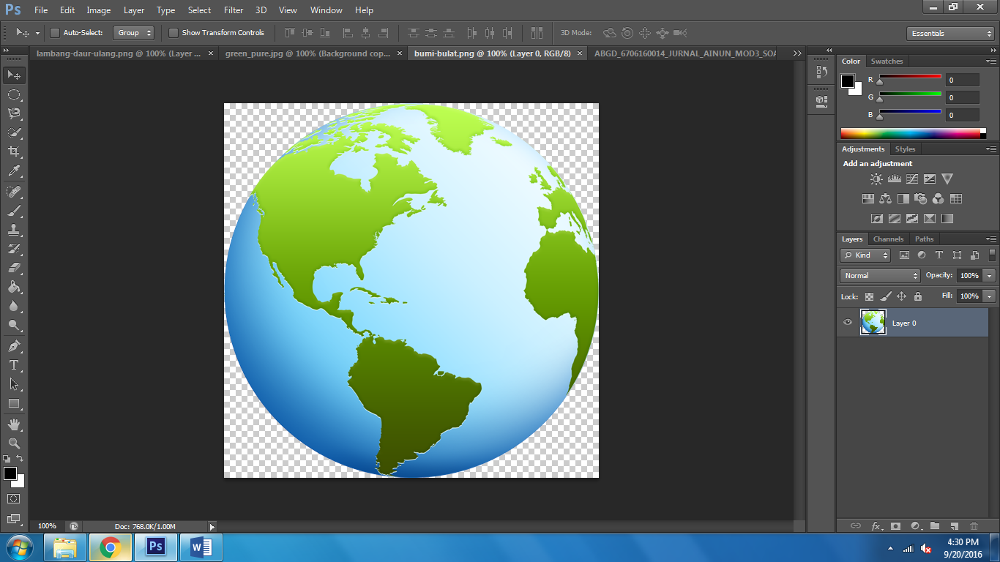 Ps File Edit Image Layer Type Select Filter 3D View Window Help
Auto-Select: Group Show Transform Controls 3D Mode: Essentials
lambang-daur-ulang.png @ 100% (Layer ... × green_pure.jpg @ 100% (Background cop... × bumi-bulat.png @ 100% (Layer 0, RGB/8) × ABGD_6706160014_JURNAL_AINUN_MOD3_SOA
Color Swatches
R 0
G 0
B 0
Adjustments Styles
Add an adjustment
Layers Channels Paths
Kind
Normal Opacity: 100%
Lock: Fill: 100%
Layer 0
100% Doc: 768.0K/1.00M
fx
Ps W
4:30 PM
9/20/2016